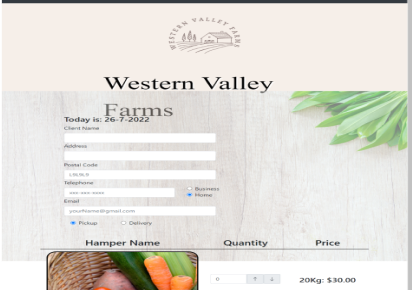 WESTERN VALLEY FARMS
Western Valley
Farms
Today is: 26-7-2022
Client Name
Address
Postal Code
L9L9L9
Telephone
xxx-xxx-xxxx
Business
Home
Email
yourName@gmail.com
Pickup
Delivery
Hamper Name Quantity Price
0
20Kg: $30.00